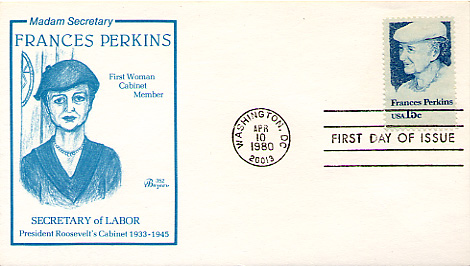 Madam Secretary
FRANCES PERKINS
First Woman
Cabinet
Member
SECRETARY of LABOR
President Roosevelt's Cabinet 1933-1945
WASHINGTON, DC
APR
10
1980
20013
Frances Perkins
USA 15c
FIRST DAY OF ISSUE